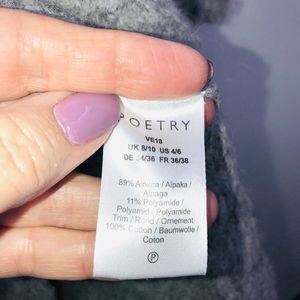 POETRY
VE18
UK 8/10 US 4/6
DE 34/36 FR 36/38
89% Alpaca / Alpaka /
Alpaga
11% Polyamide /
Polyamid / Polyamide
Trim / Rand / Ornement
100% Cotton / Baumwolle /
Coton
P